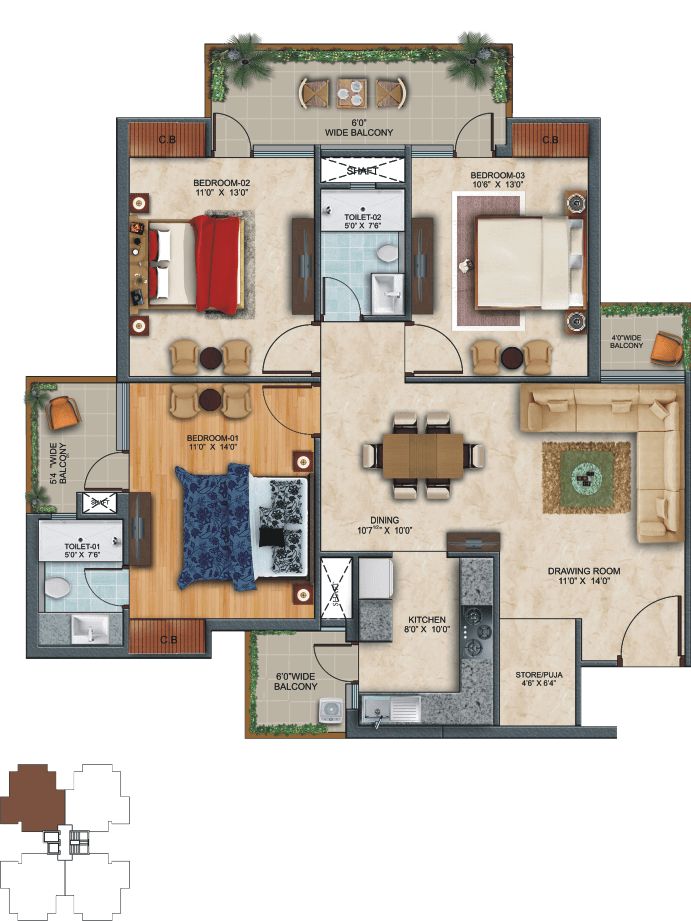 6'0"
WIDE BALCONY
C.B
C.B
SHAFT
BEDROOM-02
11'0" X 13'0"
BEDROOM-03
10'6" X 13'0"
TOILET-02
5'0" X 7'6"
4'0"WIDE
BALCONY
BEDROOM-01
11'0" X 14'0"
5'4 "WIDE
BALCONY
SHAFT
DINING
10'7½" X 10'0"
TOILET-01
5'0" X 7'6"
DRAWING ROOM
11'0" X 14'0"
SHAFT
KITCHEN
8'0" X 10'0"
C.B
6'0"WIDE
BALCONY
STORE/PUJA
4'6" X 6'4"